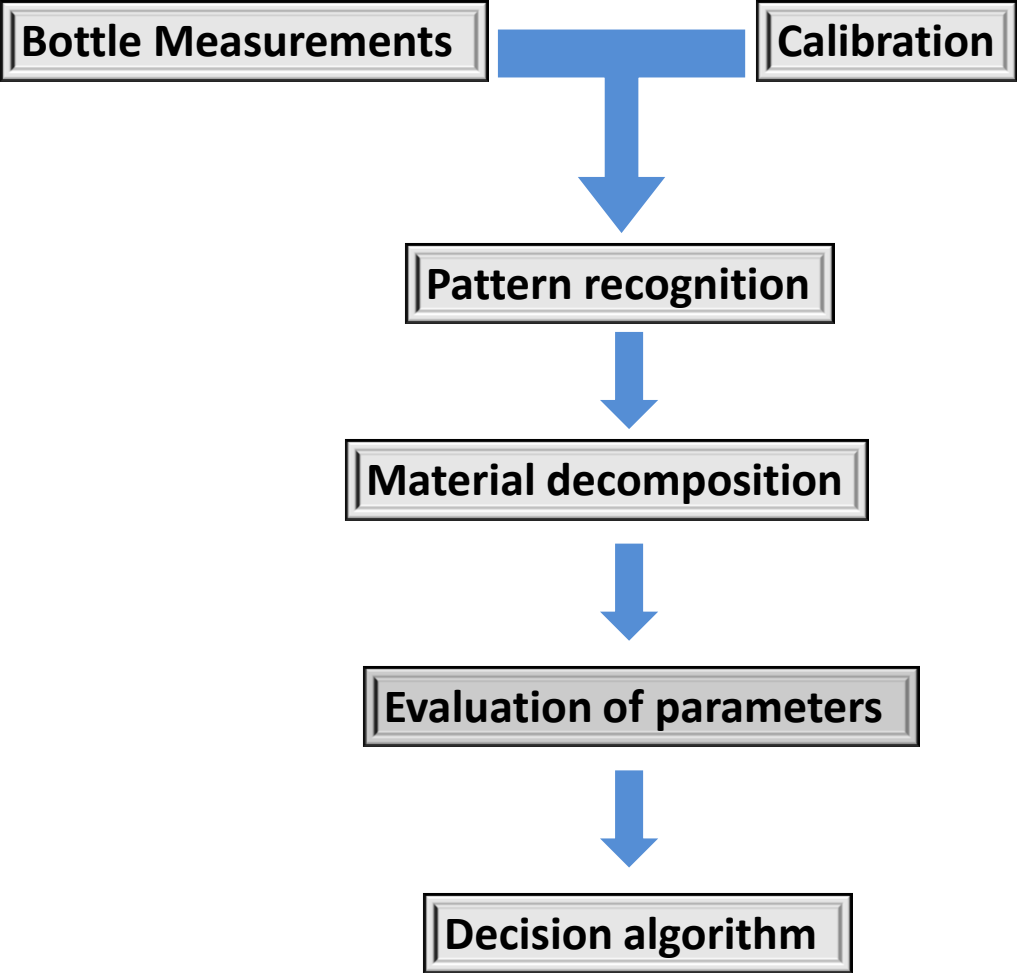 Bottle Measurements
Calibration
Pattern recognition
Material decomposition
Evaluation of parameters
Decision algorithm